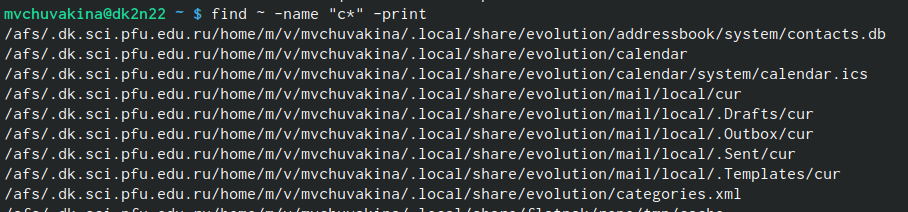 mvchuvakina@dk2n22 ~ $ find ~ -name "c*" -print
/afs/.dk.sci.pfu.edu.ru/home/m/v/mvchuvakina/.local/share/evolution/addressbook/system/contacts.db
/afs/.dk.sci.pfu.edu.ru/home/m/v/mvchuvakina/.local/share/evolution/calendar
/afs/.dk.sci.pfu.edu.ru/home/m/v/mvchuvakina/.local/share/evolution/calendar/system/calendar.ics
/afs/.dk.sci.pfu.edu.ru/home/m/v/mvchuvakina/.local/share/evolution/mail/local/cur
/afs/.dk.sci.pfu.edu.ru/home/m/v/mvchuvakina/.local/share/evolution/mail/local/.Drafts/cur
/afs/.dk.sci.pfu.edu.ru/home/m/v/mvchuvakina/.local/share/evolution/mail/local/.Outbox/cur
/afs/.dk.sci.pfu.edu.ru/home/m/v/mvchuvakina/.local/share/evolution/mail/local/.Sent/cur
/afs/.dk.sci.pfu.edu.ru/home/m/v/mvchuvakina/.local/share/evolution/mail/local/.Templates/cur
/afs/.dk.sci.pfu.edu.ru/home/m/v/mvchuvakina/.local/share/evolution/categories.xml